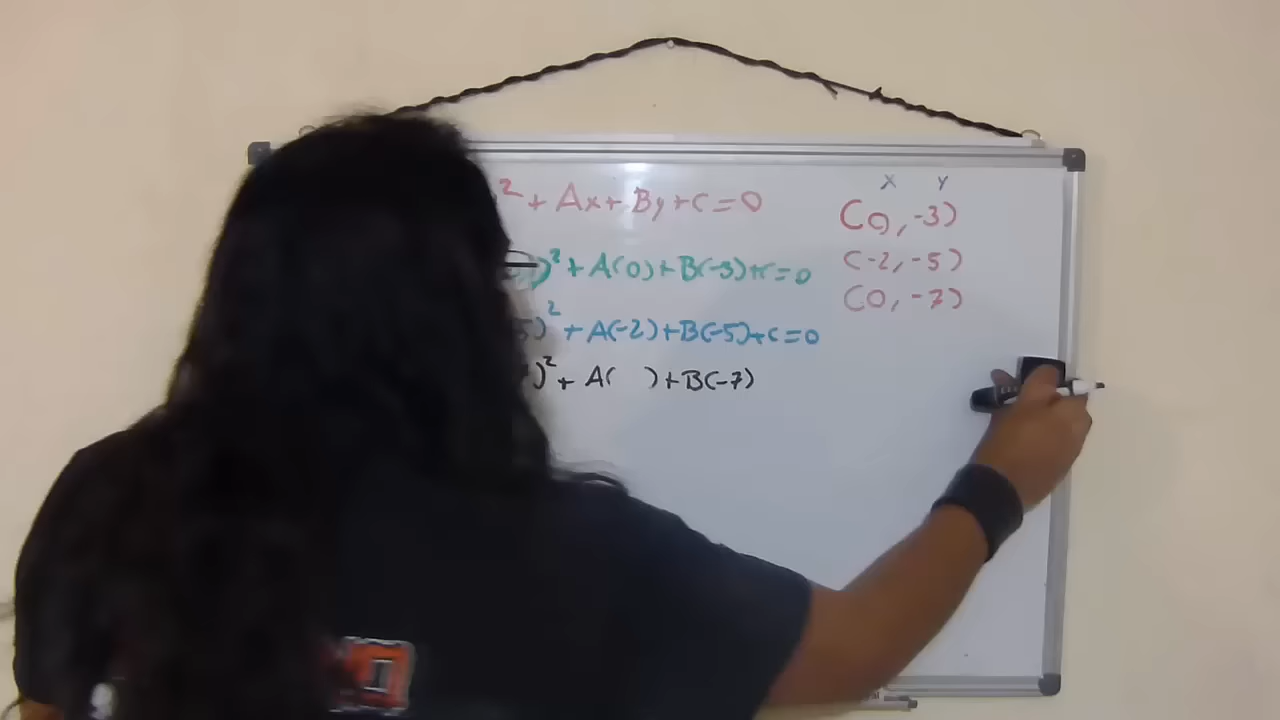 ² + Ax + By + C = 0
)² + A(0) + B(-3) + C = 0
5)² + A(-2) + B(-5) + C = 0
)² + A( ) + B(-7)
X Y
(0, -3)
(-2, -5)
(0, -7)